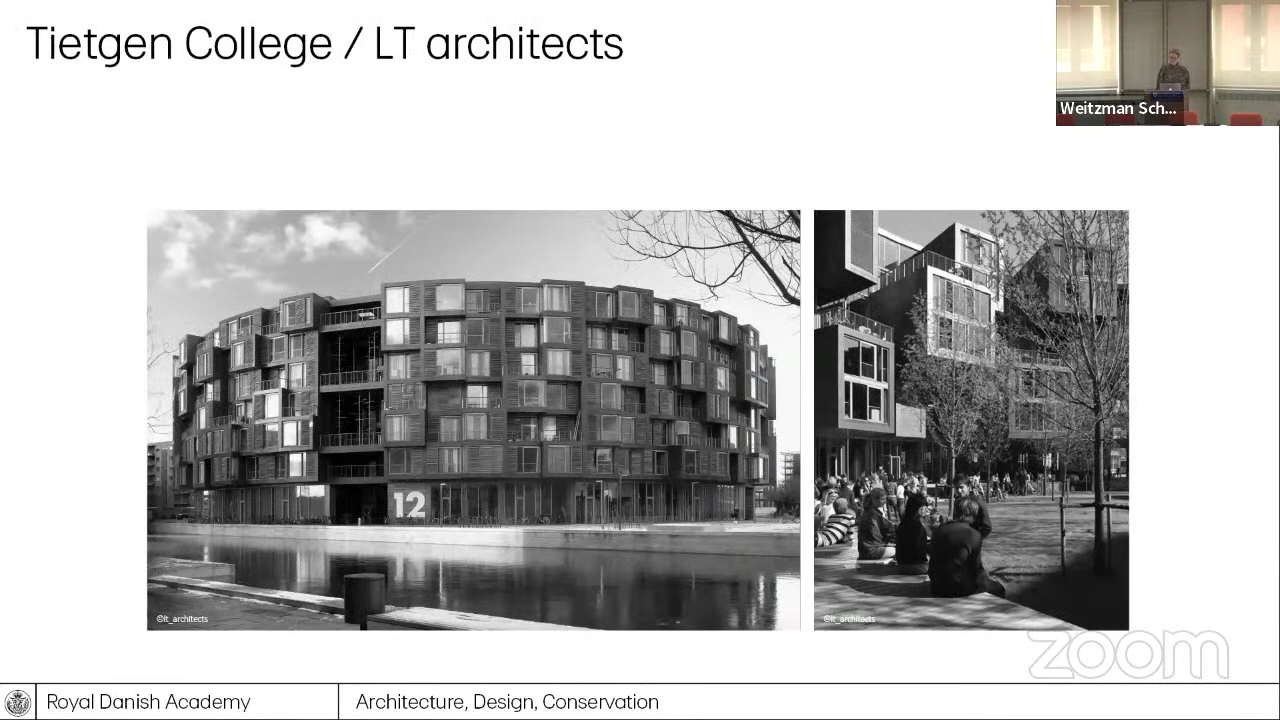 Tietgen College / LT architects
Weitzman Sch...
12
©lt_architects
©lt_architects
zoom
Royal Danish Academy
Architecture, Design, Conservation